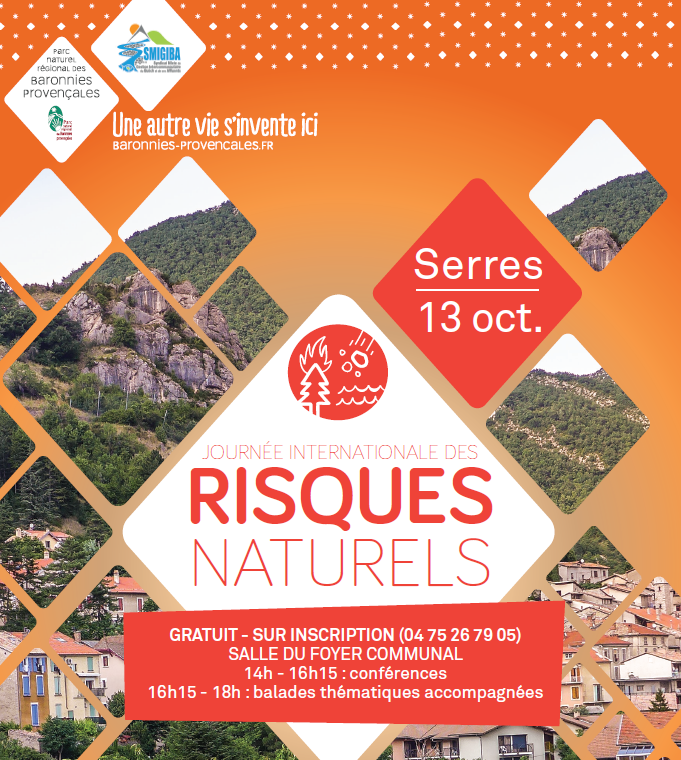 Parc
naturel
régional des
Baronnies
Provençales
SMIGIBA
Une autre vie s'invente ici
BARONNIES-PROVENCALES.FR
Serres
13 oct.
JOURNÉE INTERNATIONALE DES
RISQUES
NATURELS
GRATUIT - SUR INSCRIPTION (04 75 26 79 05)
SALLE DU FOYER COMMUNAL
14h - 16h15 : conférences
16h15 - 18h : balades thématiques accompagnées